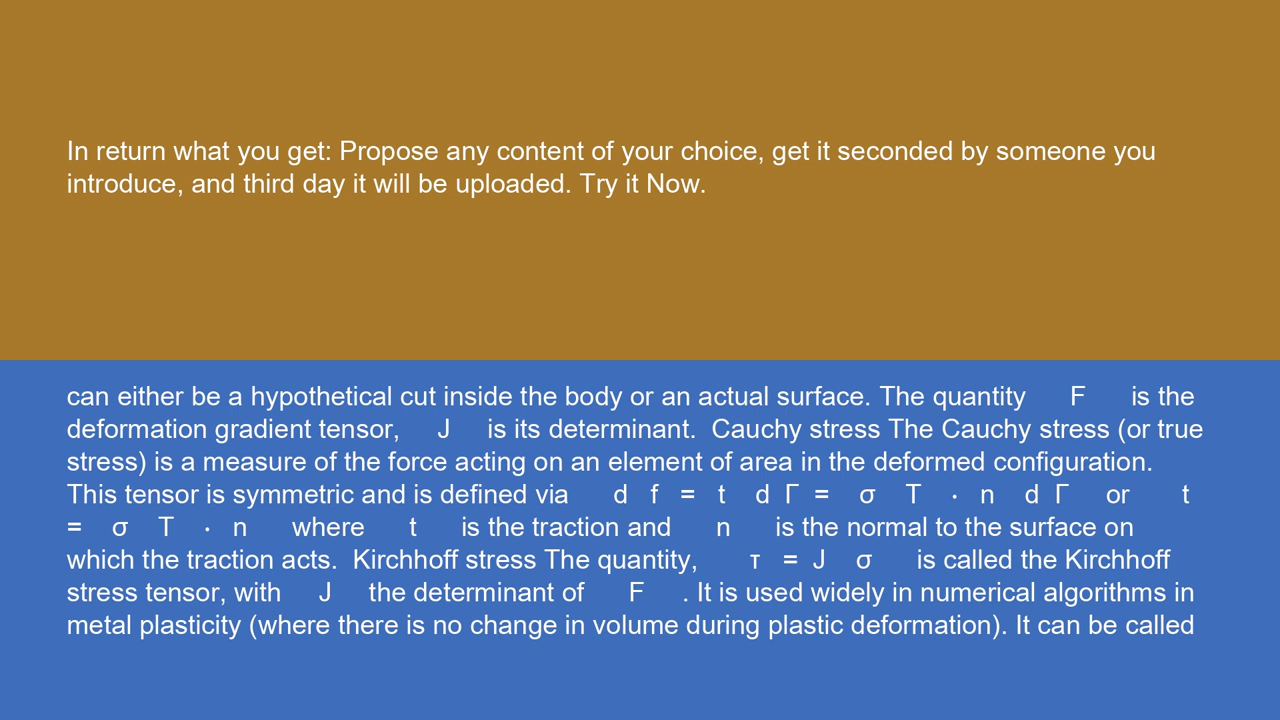 In return what you get: Propose any content of your choice, get it seconded by someone you
introduce, and third day it will be uploaded. Try it Now.
can either be a hypothetical cut inside the body or an actual surface. The quantity F is the
deformation gradient tensor, J is its determinant. Cauchy stress The Cauchy stress (or true
stress) is a measure of the force acting on an element of area in the deformed configuration.
This tensor is symmetric and is defined via d f = t d Γ = σ T ⋅ n d Γ or t
= σ T ⋅ n where t is the traction and n is the normal to the surface on
which the traction acts. Kirchhoff stress The quantity, τ = J σ is called the Kirchhoff
stress tensor, with J the determinant of F . It is used widely in numerical algorithms in
metal plasticity (where there is no change in volume during plastic deformation). It can be called